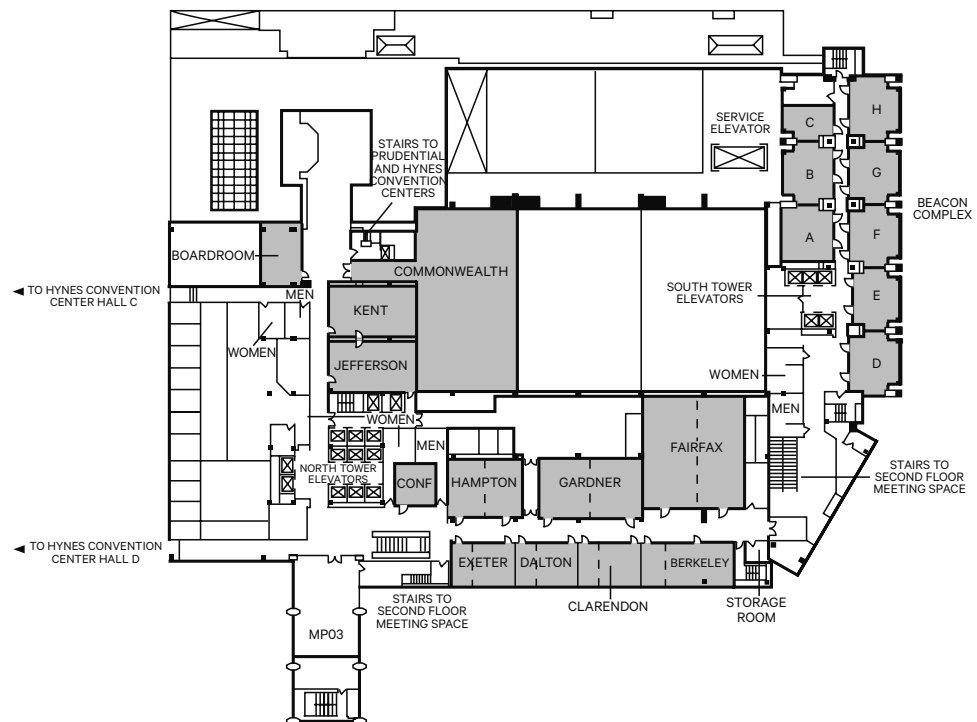 H
C
SERVICE
ELEVATOR
STAIRS TO
PRUDENTIAL
AND HYNES
CONVENTION
CENTERS
B
G
BEACON
COMPLEX
A
F
BOARDROOM
COMMONWEALTH
◄ TO HYNES CONVENTION
CENTER HALL C
MEN
SOUTH TOWER
ELEVATORS
E
KENT
WOMEN
JEFFERSON
D
WOMEN
MEN
WOMEN
MEN
FAIRFAX
NORTH TOWER
ELEVATORS
CONF
HAMPTON
GARDNER
STAIRS TO
SECOND FLOOR
MEETING SPACE
◄ TO HYNES CONVENTION
CENTER HALL D
EXETER
DALTON
BERKELEY
STAIRS TO
SECOND FLOOR
MEETING SPACE
CLARENDON
STORAGE
ROOM
MP03